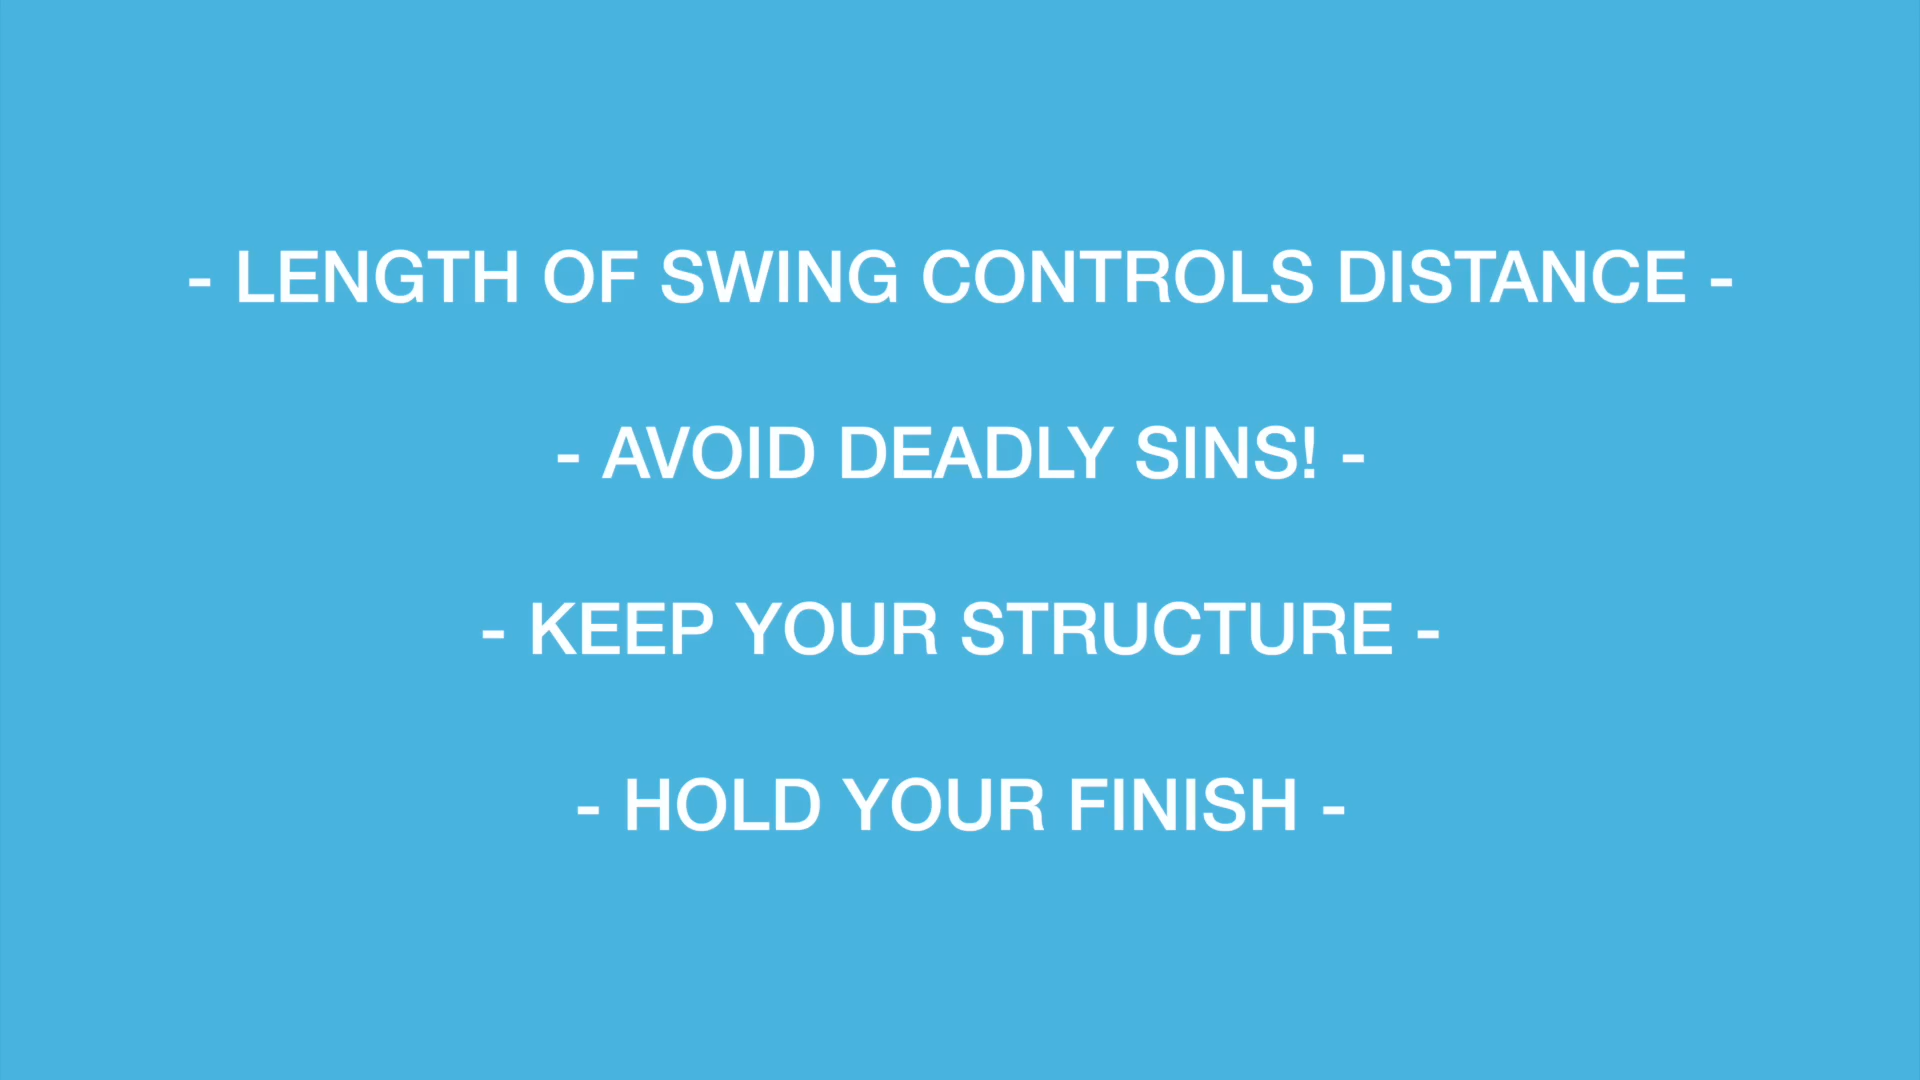 - LENGTH OF SWING CONTROLS DISTANCE -
- AVOID DEADLY SINS! -
- KEEP YOUR STRUCTURE -
- HOLD YOUR FINISH -